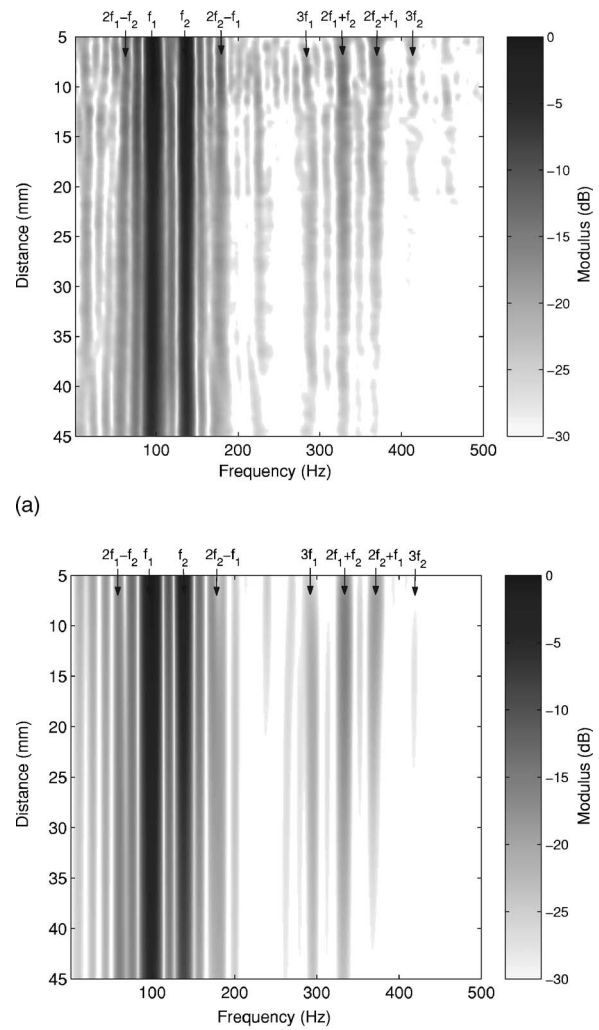 2f₁−f₂ f₁ f₂ 2f₂−f₁ 3f₁ 2f₁+f₂ 2f₂+f₁ 3f₂
5
10
15
20
25
30
35
40
45
Distance (mm)
100 200 300 400 500
Frequency (Hz)
0
−5
−10
−15
−20
−25
−30
Modulus (dB)
(a)
2f₁−f₂ f₁ f₂ 2f₂−f₁ 3f₁ 2f₁+f₂ 2f₂+f₁ 3f₂
5
10
15
20
25
30
35
40
45
Distance (mm)
100 200 300 400 500
Frequency (Hz)
0
−5
−10
−15
−20
−25
−30
Modulus (dB)